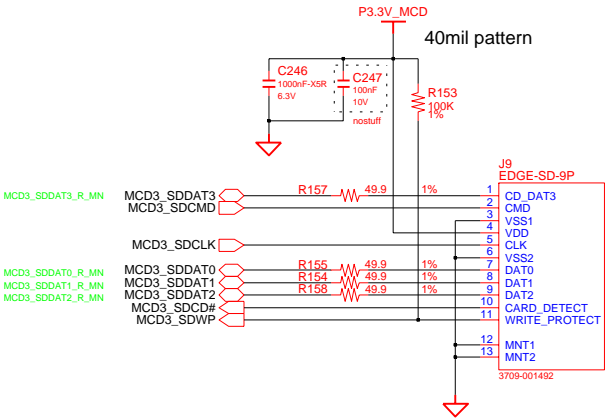 P3.3V_MCD
40mil pattern
C246
1000nF-X5R
6.3V
C247
100nF
10V
nostuff
R153
100K
1%
J9
EDGE-SD-9P
MCD3_SDDAT3_R_MN MCD3_SDDAT3 R157 49.9 1% 1 CD_DAT3
MCD3_SDCMD 2 CMD
3 VSS1
4 VDD
MCD3_SDCLK 5 CLK
6 VSS2
MCD3_SDDAT0_R_MN MCD3_SDDAT0 R155 49.9 1% 7 DAT0
MCD3_SDDAT1_R_MN MCD3_SDDAT1 R154 49.9 1% 8 DAT1
MCD3_SDDAT2_R_MN MCD3_SDDAT2 R158 49.9 1% 9 DAT2
MCD3_SDCD# 10 CARD_DETECT
MCD3_SDWP 11 WRITE_PROTECT
12 MNT1
13 MNT2
3709-001492